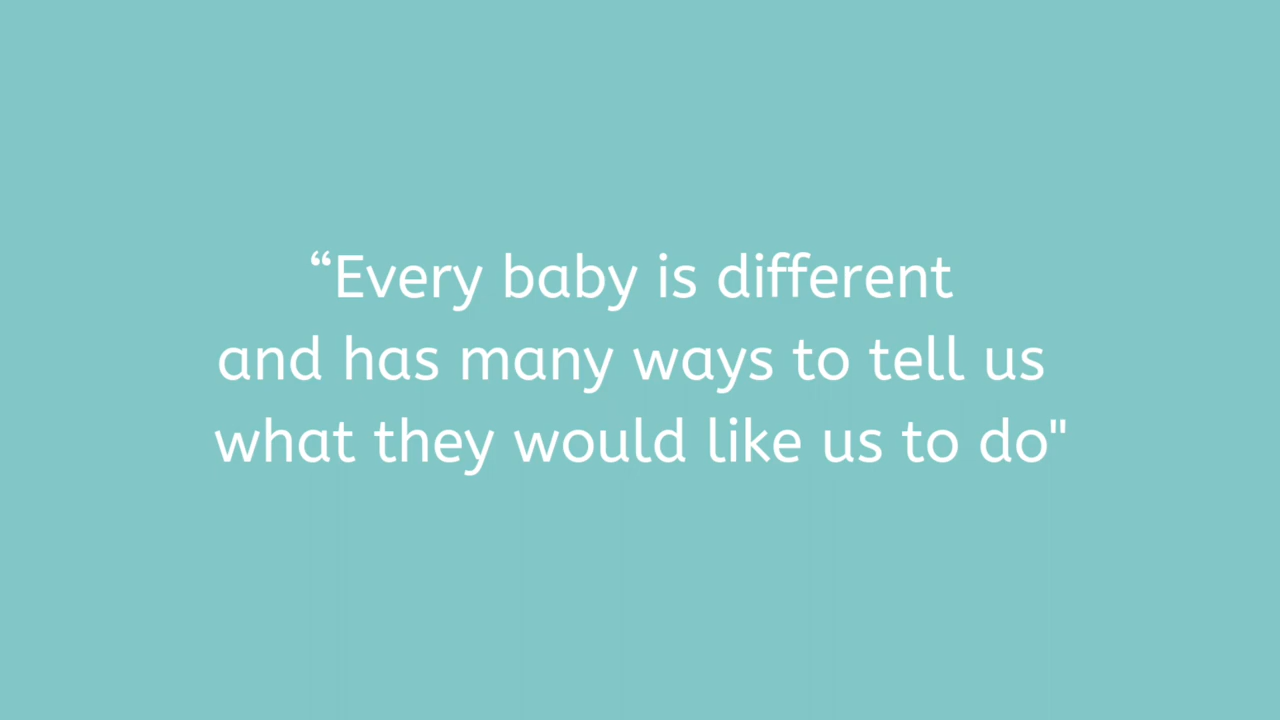 “Every baby is different
and has many ways to tell us
what they would like us to do"